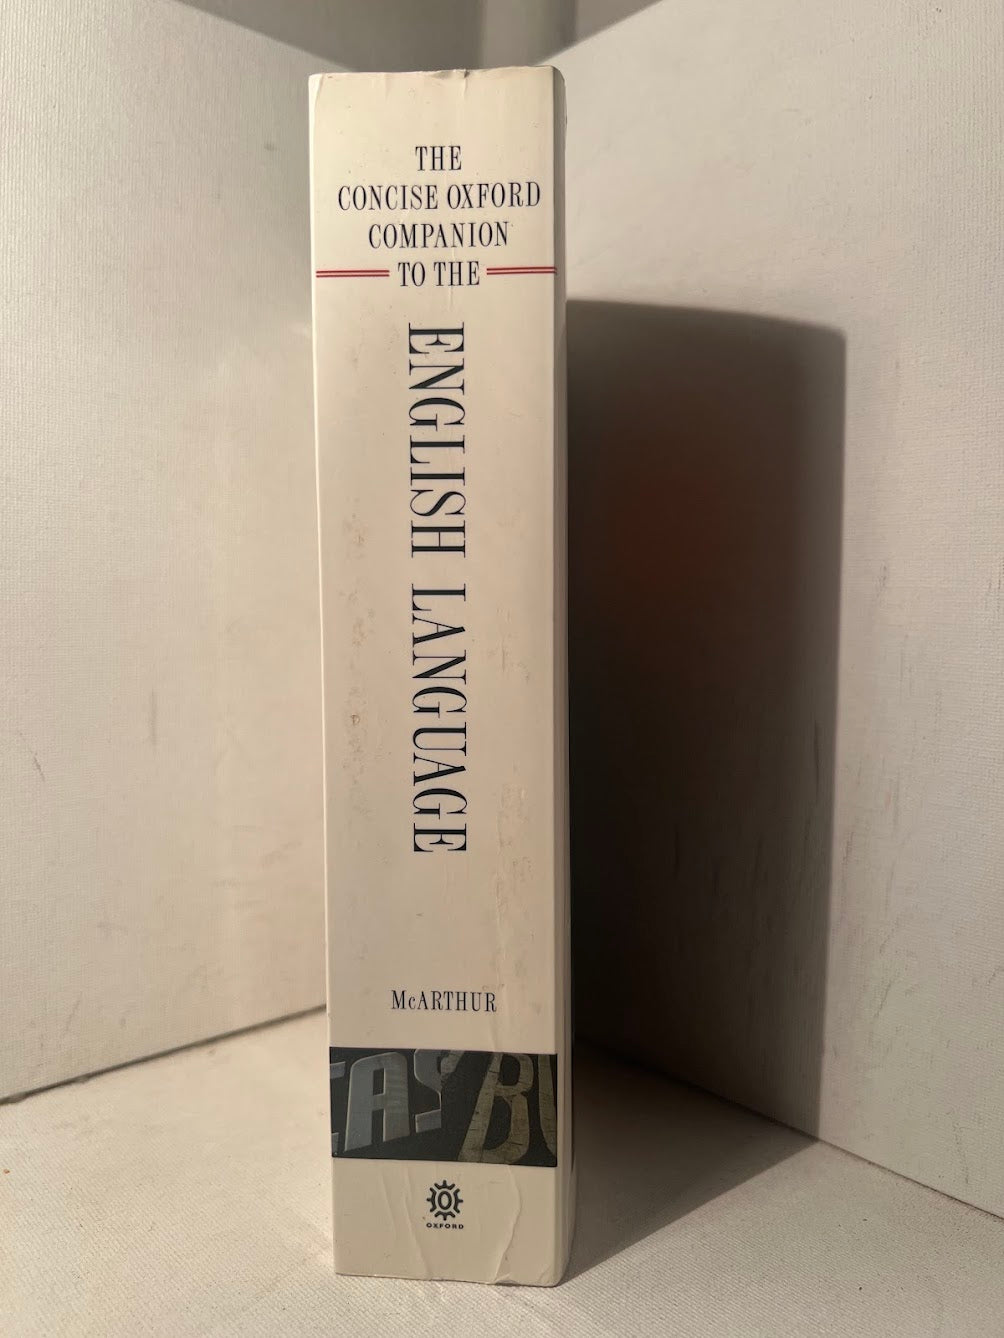 THE
CONCISE OXFORD
COMPANION
TO THE
ENGLISH LANGUAGE
McARTHUR
OXFORD